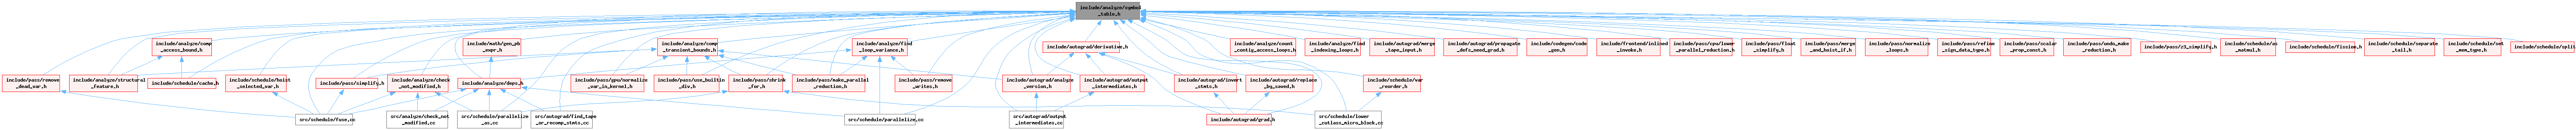 include/analyze/symbol
_table.h
include/analyze/comp
_access_bound.h
include/math/gen_pb
_expr.h
include/analyze/comp
_transient_bounds.h
include/analyze/find
_loop_variance.h
include/autograd/derivative.h
include/analyze/count
_contig_access_loops.h
include/analyze/find
_indexing_loops.h
include/autograd/merge
_tape_input.h
include/autograd/propagate
_defs_need_grad.h
include/codegen/code
_gen.h
include/frontend/inlined
_invoke.h
include/pass/cpu/lower
_parallel_reduction.h
include/pass/float
_simplify.h
include/pass/merge
_and_hoist_if.h
include/pass/normalize
_loops.h
include/pass/refine
_sign_data_type.h
include/pass/scalar
_prop_const.h
include/pass/undo_make
_reduction.h
include/pass/z3_simplify.h
include/schedule/as
_matmul.h
include/schedule/fission.h
include/schedule/separate
_tail.h
include/schedule/set
_mem_type.h
include/schedule/split.h
include/pass/remove
_dead_var.h
include/analyze/structural
_feature.h
include/schedule/cache.h
include/schedule/hoist
_selected_var.h
include/pass/simplify.h
include/analyze/check
_not_modified.h
include/analyze/deps.h
include/pass/gpu/normalize
_var_in_kernel.h
include/pass/use_builtin
_div.h
include/pass/shrink
_for.h
include/pass/make_parallel
_reduction.h
include/pass/remove
_writes.h
include/autograd/analyze
_version.h
include/autograd/output
_intermediates.h
include/autograd/invert
_stmts.h
include/autograd/replace
_by_saved.h
include/schedule/var
_reorder.h
src/schedule/fuse.cc
src/analyze/check_not
_modified.cc
src/schedule/parallelize
_as.cc
src/autograd/find_tape
_or_recomp_stmts.cc
src/schedule/parallelize.cc
src/autograd/output
_intermediates.cc
include/autograd/grad.h
src/schedule/lower
_cutlass_micro_block.cc